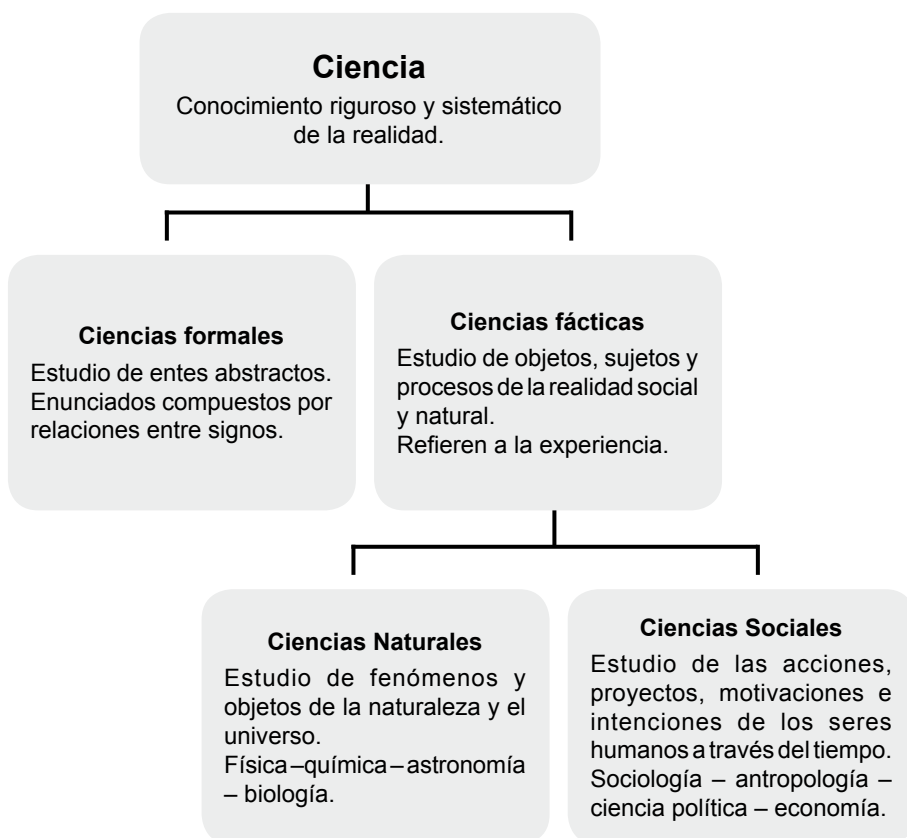 Ciencia
Conocimiento riguroso y sistemático
de la realidad.
Ciencias formales
Estudio de entes abstractos.
Enunciados compuestos por
relaciones entre signos.
Ciencias fácticas
Estudio de objetos, sujetos y
procesos de la realidad social
y natural.
Refieren a la experiencia.
Ciencias Naturales
Estudio de fenómenos y
objetos de la naturaleza y el
universo.
Física –química – astronomía
– biología.
Ciencias Sociales
Estudio de las acciones,
proyectos, motivaciones e
intenciones de los seres
humanos a través del tiempo.
Sociología – antropología –
ciencia política – economía.